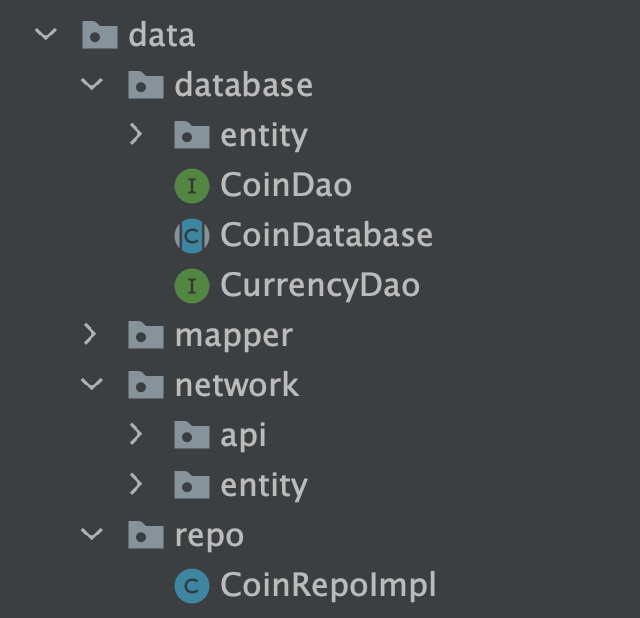 data
database
entity
CoinDao
CoinDatabase
CurrencyDao
mapper
network
api
entity
repo
CoinRepoImpl